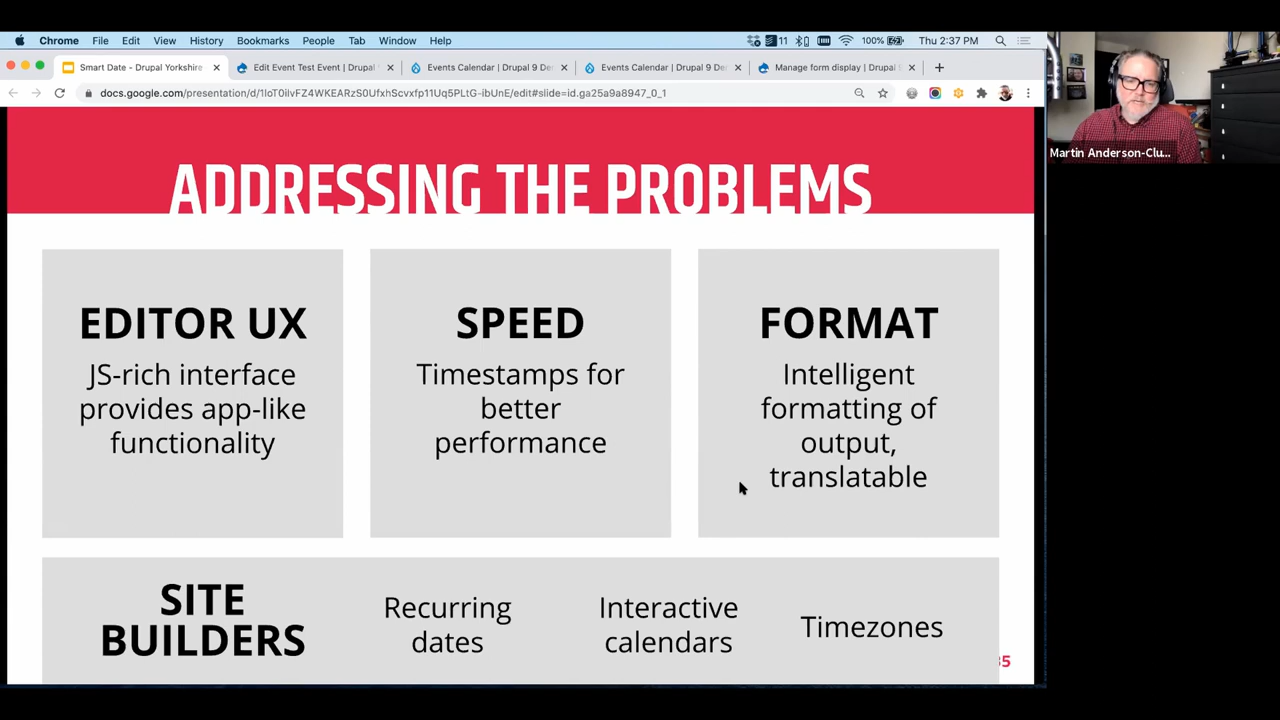 Chrome File Edit View History Bookmarks People Tab Window Help 11 100% Thu 2:37 PM
Smart Date - Drupal Yorkshire Edit Event Test Event | Drupal Events Calendar | Drupal 9 De Events Calendar | Drupal 9 De Manage form display | Drupal
docs.google.com/presentation/d/1loT0ilvFZ4WKEARzS0UfxhScvxfp11Uq5PLtG-ibUnE/edit#slide=id.ga25a9a8947_0_1
Martin Anderson-Clu...
ADDRESSING THE PROBLEMS
EDITOR UX
JS-rich interface
provides app-like
functionality
SPEED
Timestamps for
better
performance
FORMAT
Intelligent
formatting of
output,
translatable
SITE
BUILDERS
Recurring
dates
Interactive
calendars
Timezones